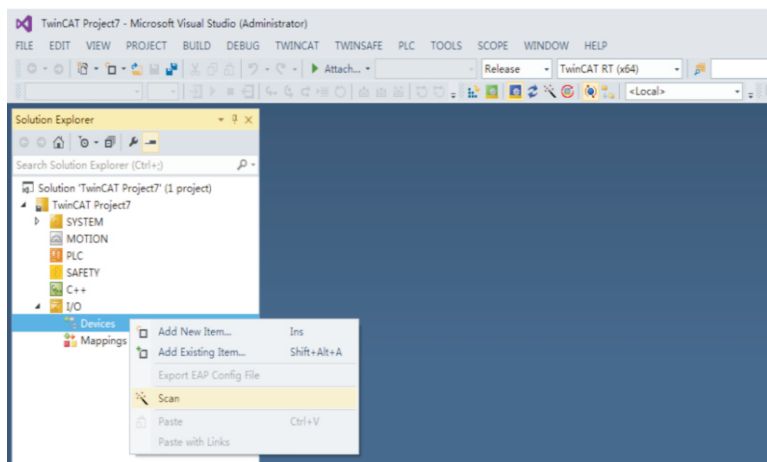 TwinCAT Project7 - Microsoft Visual Studio (Administrator)
FILE EDIT VIEW PROJECT BUILD DEBUG TWINCAT TWINSAFE PLC TOOLS SCOPE WINDOW HELP
Attach... Release TwinCAT RT (x64)
<Local>
Solution Explorer
Search Solution Explorer (Ctrl+;)
Solution 'TwinCAT Project7' (1 project)
TwinCAT Project7
SYSTEM
MOTION
PLC
SAFETY
C++
I/O
Devices
Mappings
Add New Item... Ins
Add Existing Item... Shift+Alt+A
Export EAP Config File
Scan
Paste Ctrl+V
Paste with Links